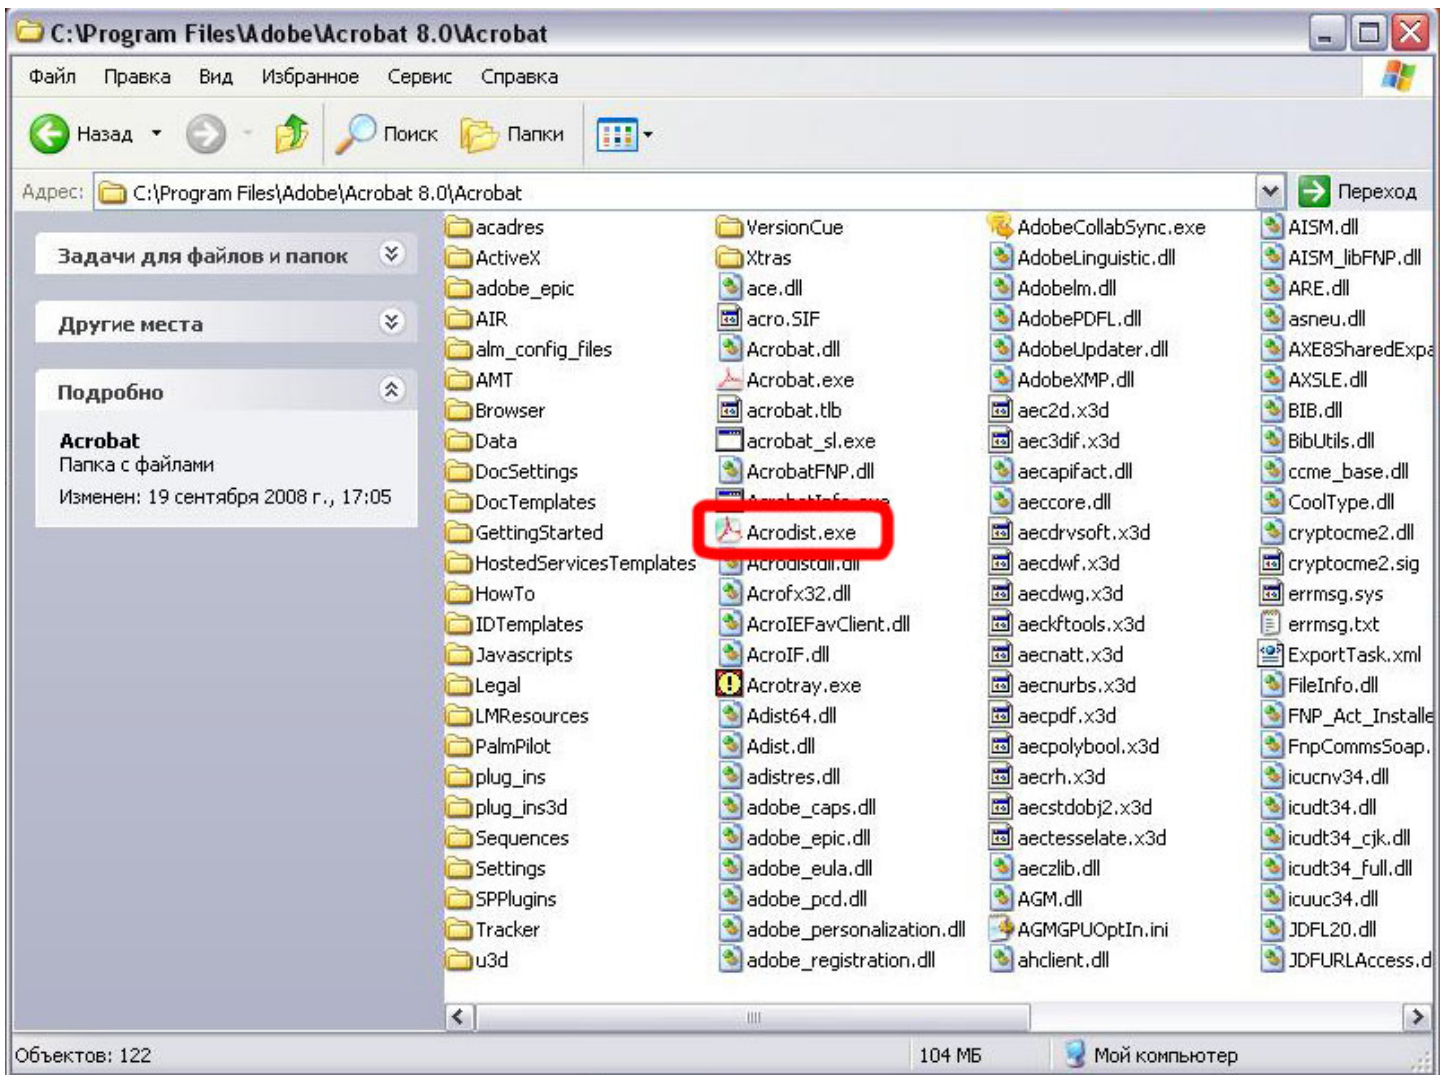 C:\Program Files\Adobe\Acrobat 8.0\Acrobat
Файл Правка Вид Избранное Сервис Справка
Назад Поиск Папки
Адрес: C:\Program Files\Adobe\Acrobat 8.0\Acrobat Переход
Задачи для файлов и папок
Другие места
Подробно
Acrobat
Папка с файлами
Изменен: 19 сентября 2008 г., 17:05
acadres
ActiveX
adobe_epic
AIR
alm_config_files
AMT
Browser
Data
DocSettings
DocTemplates
GettingStarted
HostedServicesTemplates
HowTo
IDTemplates
Javascripts
Legal
LMResources
PalmPilot
plug_ins
plug_ins3d
Sequences
Settings
SPPlugins
Tracker
u3d
VersionCue
Xtras
ace.dll
acro.SIF
Acrobat.dll
Acrobat.exe
acrobat.tlb
acrobat_sl.exe
AcrobatFNP.dll
AcrobatInfo.exe
Acrodist.exe
Acrodistdll.dll
Acrofx32.dll
AcroIEFavClient.dll
AcroIF.dll
Acrotray.exe
Adist64.dll
Adist.dll
adistres.dll
adobe_caps.dll
adobe_epic.dll
adobe_eula.dll
adobe_pcd.dll
adobe_personalization.dll
adobe_registration.dll
AdobeCollabSync.exe
AdobeLinguistic.dll
Adobelm.dll
AdobePDFL.dll
AdobeUpdater.dll
AdobeXMP.dll
aec2d.x3d
aec3dif.x3d
aecapifact.dll
aeccore.dll
aecdrvsoft.x3d
aecdwf.x3d
aecdwg.x3d
aeckftools.x3d
aecnatt.x3d
aecnurbs.x3d
aecpdf.x3d
aecpolybool.x3d
aecrh.x3d
aecstdobj2.x3d
aectesselate.x3d
aeczlib.dll
AGM.dll
AGMGPUOptIn.ini
ahclient.dll
AISM.dll
AISM_libFNP.dll
ARE.dll
asneu.dll
AXE8SharedExpa
AXSLE.dll
BIB.dll
BibUtils.dll
ccme_base.dll
CoolType.dll
cryptocme2.dll
cryptocme2.sig
errmsg.sys
errmsg.txt
ExportTask.xml
FileInfo.dll
FNP_Act_Installe
FnpCommsSoap.
icucnv34.dll
icudt34.dll
icudt34_cjk.dll
icudt34_full.dll
icuuc34.dll
JDFL20.dll
JDFURLAccess.d
Объектов: 122 104 МБ Мой компьютер